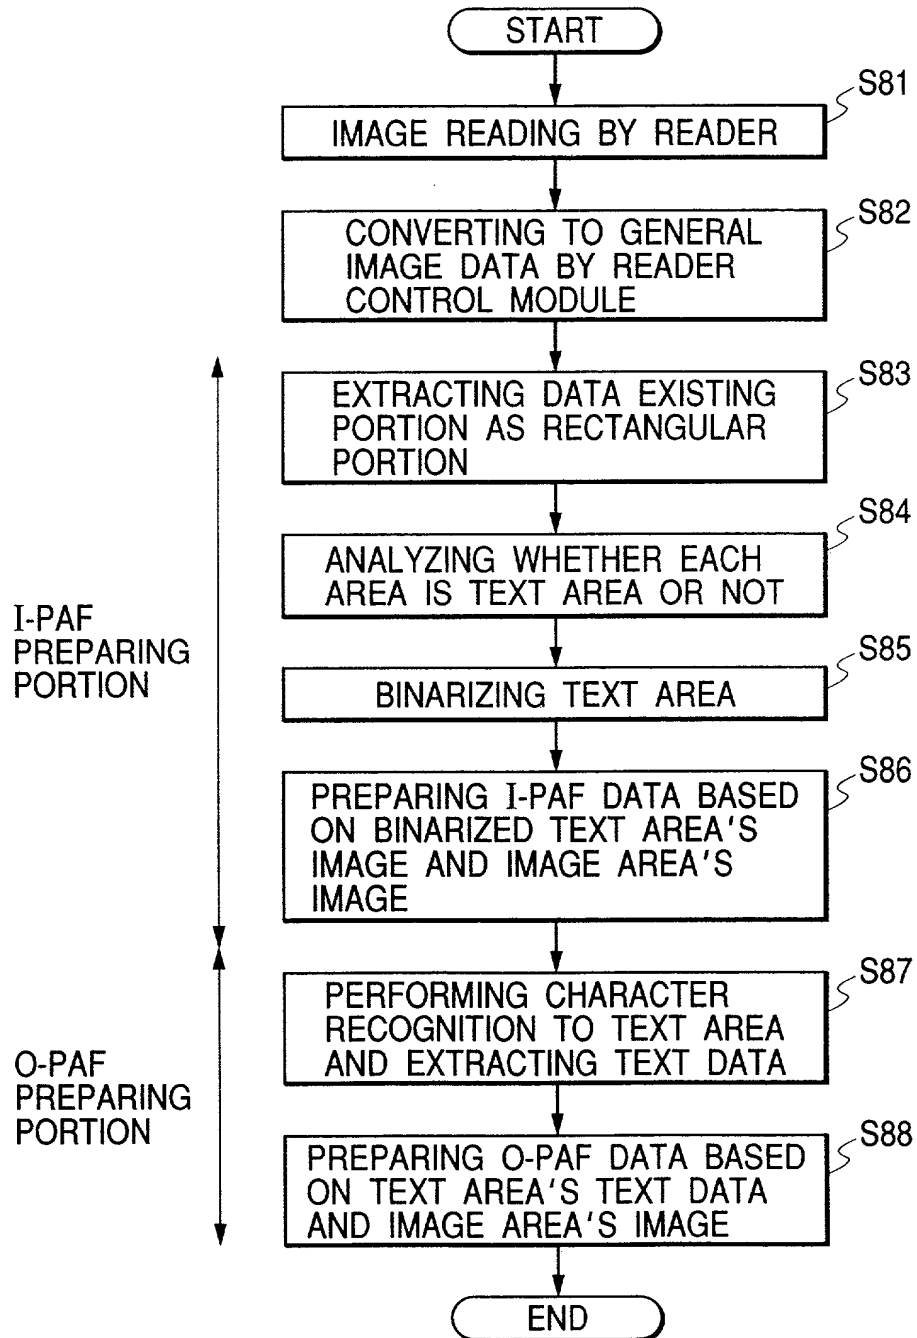 START
S81
IMAGE READING BY READER
S82
CONVERTING TO GENERAL
IMAGE DATA BY READER
CONTROL MODULE
S83
EXTRACTING DATA EXISTING
PORTION AS RECTANGULAR
PORTION
S84
ANALYZING WHETHER EACH
AREA IS TEXT AREA OR NOT
I-PAF
PREPARING
PORTION
S85
BINARIZING TEXT AREA
S86
PREPARING I-PAF DATA BASED
ON BINARIZED TEXT AREA'S
IMAGE AND IMAGE AREA'S
IMAGE
S87
PERFORMING CHARACTER
RECOGNITION TO TEXT AREA
AND EXTRACTING TEXT DATA
O-PAF
PREPARING
PORTION
S88
PREPARING O-PAF DATA BASED
ON TEXT AREA'S TEXT DATA
AND IMAGE AREA'S IMAGE
END